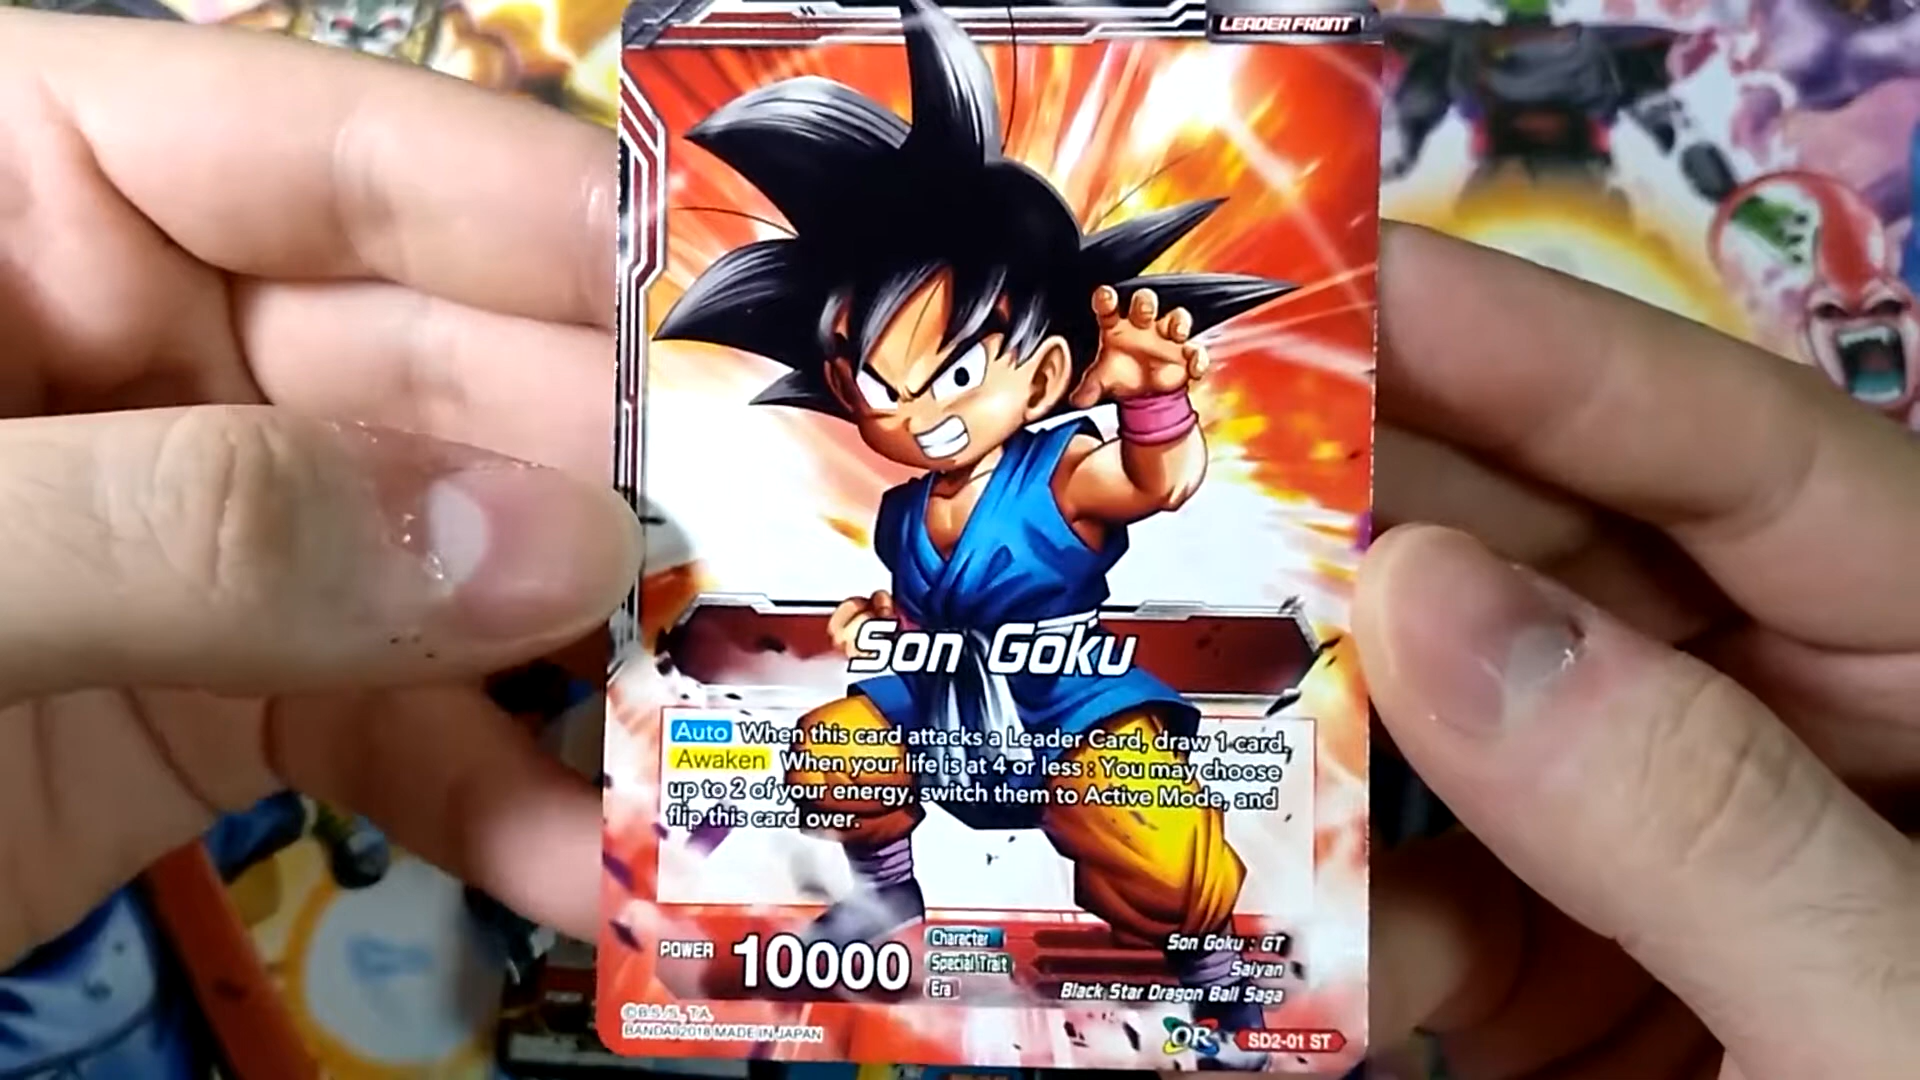 LEADER FRONT
Son Goku
Auto When this card attacks a Leader Card, draw 1 card.
Awaken When your life is at 4 or less : You may choose
up to 2 of your energy, switch them to Active Mode, and
flip this card over.
POWER 10000
Character Son Goku : GT
Special Trait Saiyan
Era Black Star Dragon Ball Saga
©B.S./S., T.A.
BANDAI2018 MADE IN JAPAN
OR SD2-01 ST